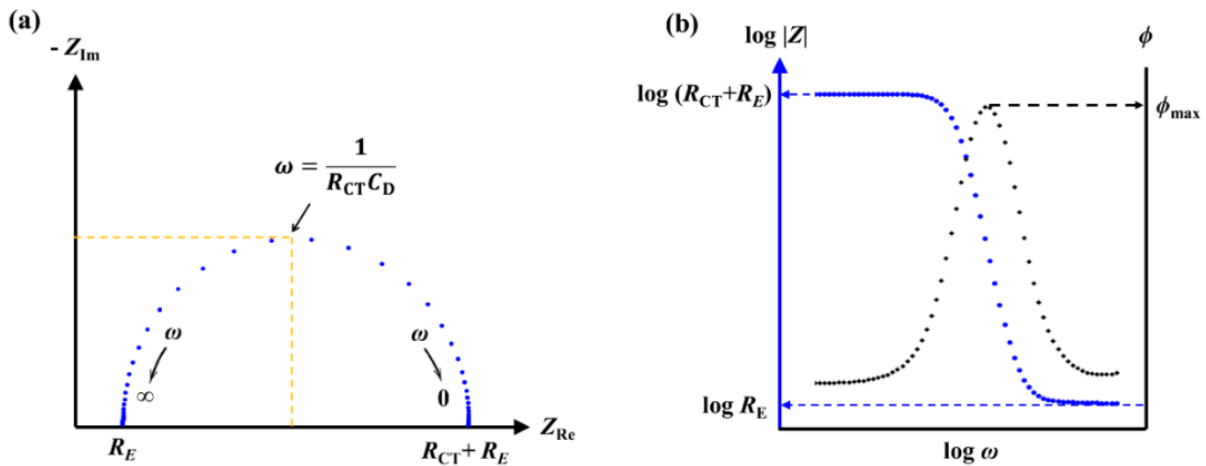 (a)
- Z_Im
ω = 1 / (R_CT C_D)
ω
∞
ω
0
R_E
R_CT + R_E
Z_Re
(b)
log |Z|
ϕ
log (R_CT+R_E)
ϕ_max
log R_E
log ω